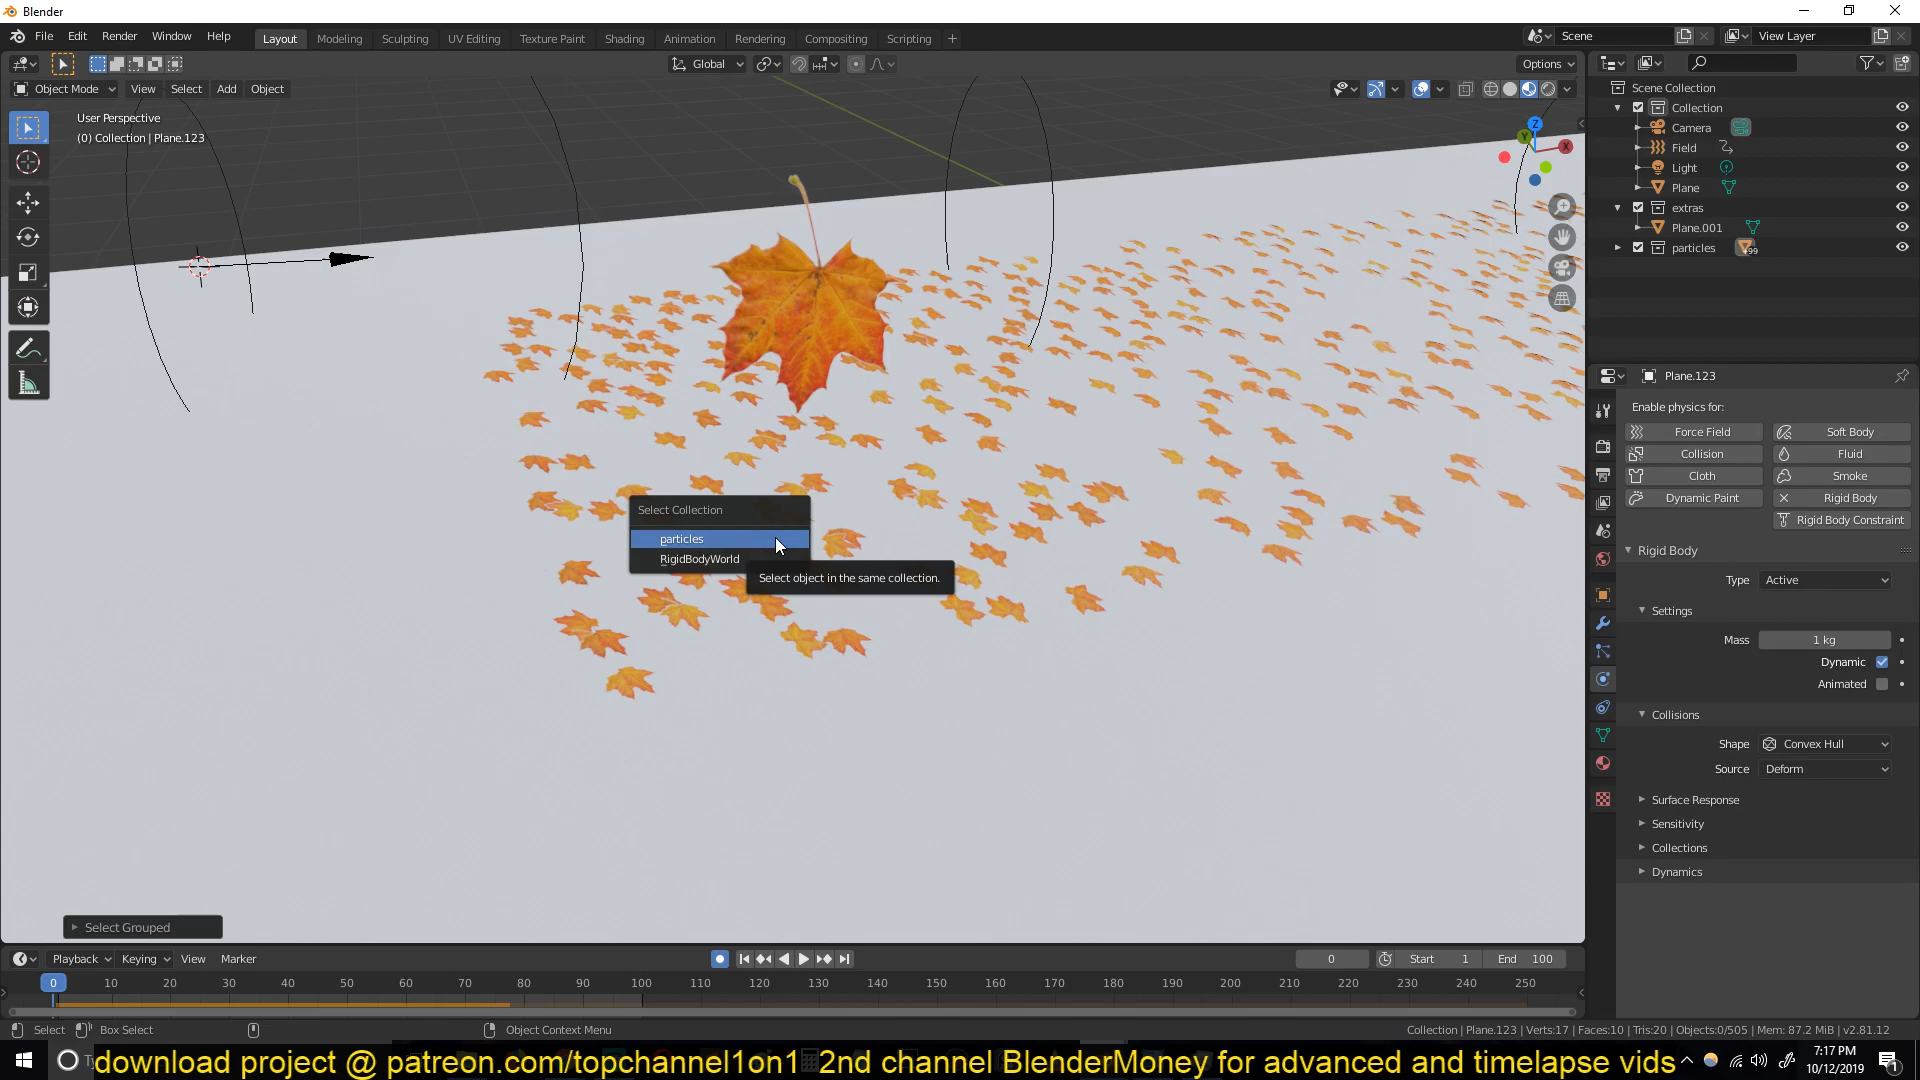 Blender
File Edit Render Window Help
Layout Modeling Sculpting UV Editing Texture Paint Shading Animation Rendering Compositing Scripting +
Scene
View Layer
Global
Options
Object Mode View Select Add Object
User Perspective
(0) Collection | Plane.123
Z
Y
X
Scene Collection
Collection
Camera
Field
Light
Plane
extras
Plane.001
particles
99
Select Collection
particles
RigidBodyWorld
Select object in the same collection.
Select Grouped
Plane.123
Enable physics for:
Force Field Soft Body
Collision Fluid
Cloth Smoke
Dynamic Paint Rigid Body
Rigid Body Constraint
Rigid Body
Type Active
Settings
Mass 1 kg
Dynamic
Animated
Collisions
Shape Convex Hull
Source Deform
Surface Response
Sensitivity
Collections
Dynamics
Playback Keying View Marker
0 Start 1 End 100
0 10 20 30 40 50 60 70 80 90 100 110 120 130 140 150 160 170 180 190 200 210 220 230 240 250
Select Box Select Object Context Menu
Collection | Plane.123 | Verts:17 | Faces:10 | Tris:20 | Objects:0/505 | Mem: 87.2 MiB | v2.81.12
download project @ patreon.com/topchannel1on1 2nd channel BlenderMoney for advanced and timelapse vids
7:17 PM
10/12/2019
1